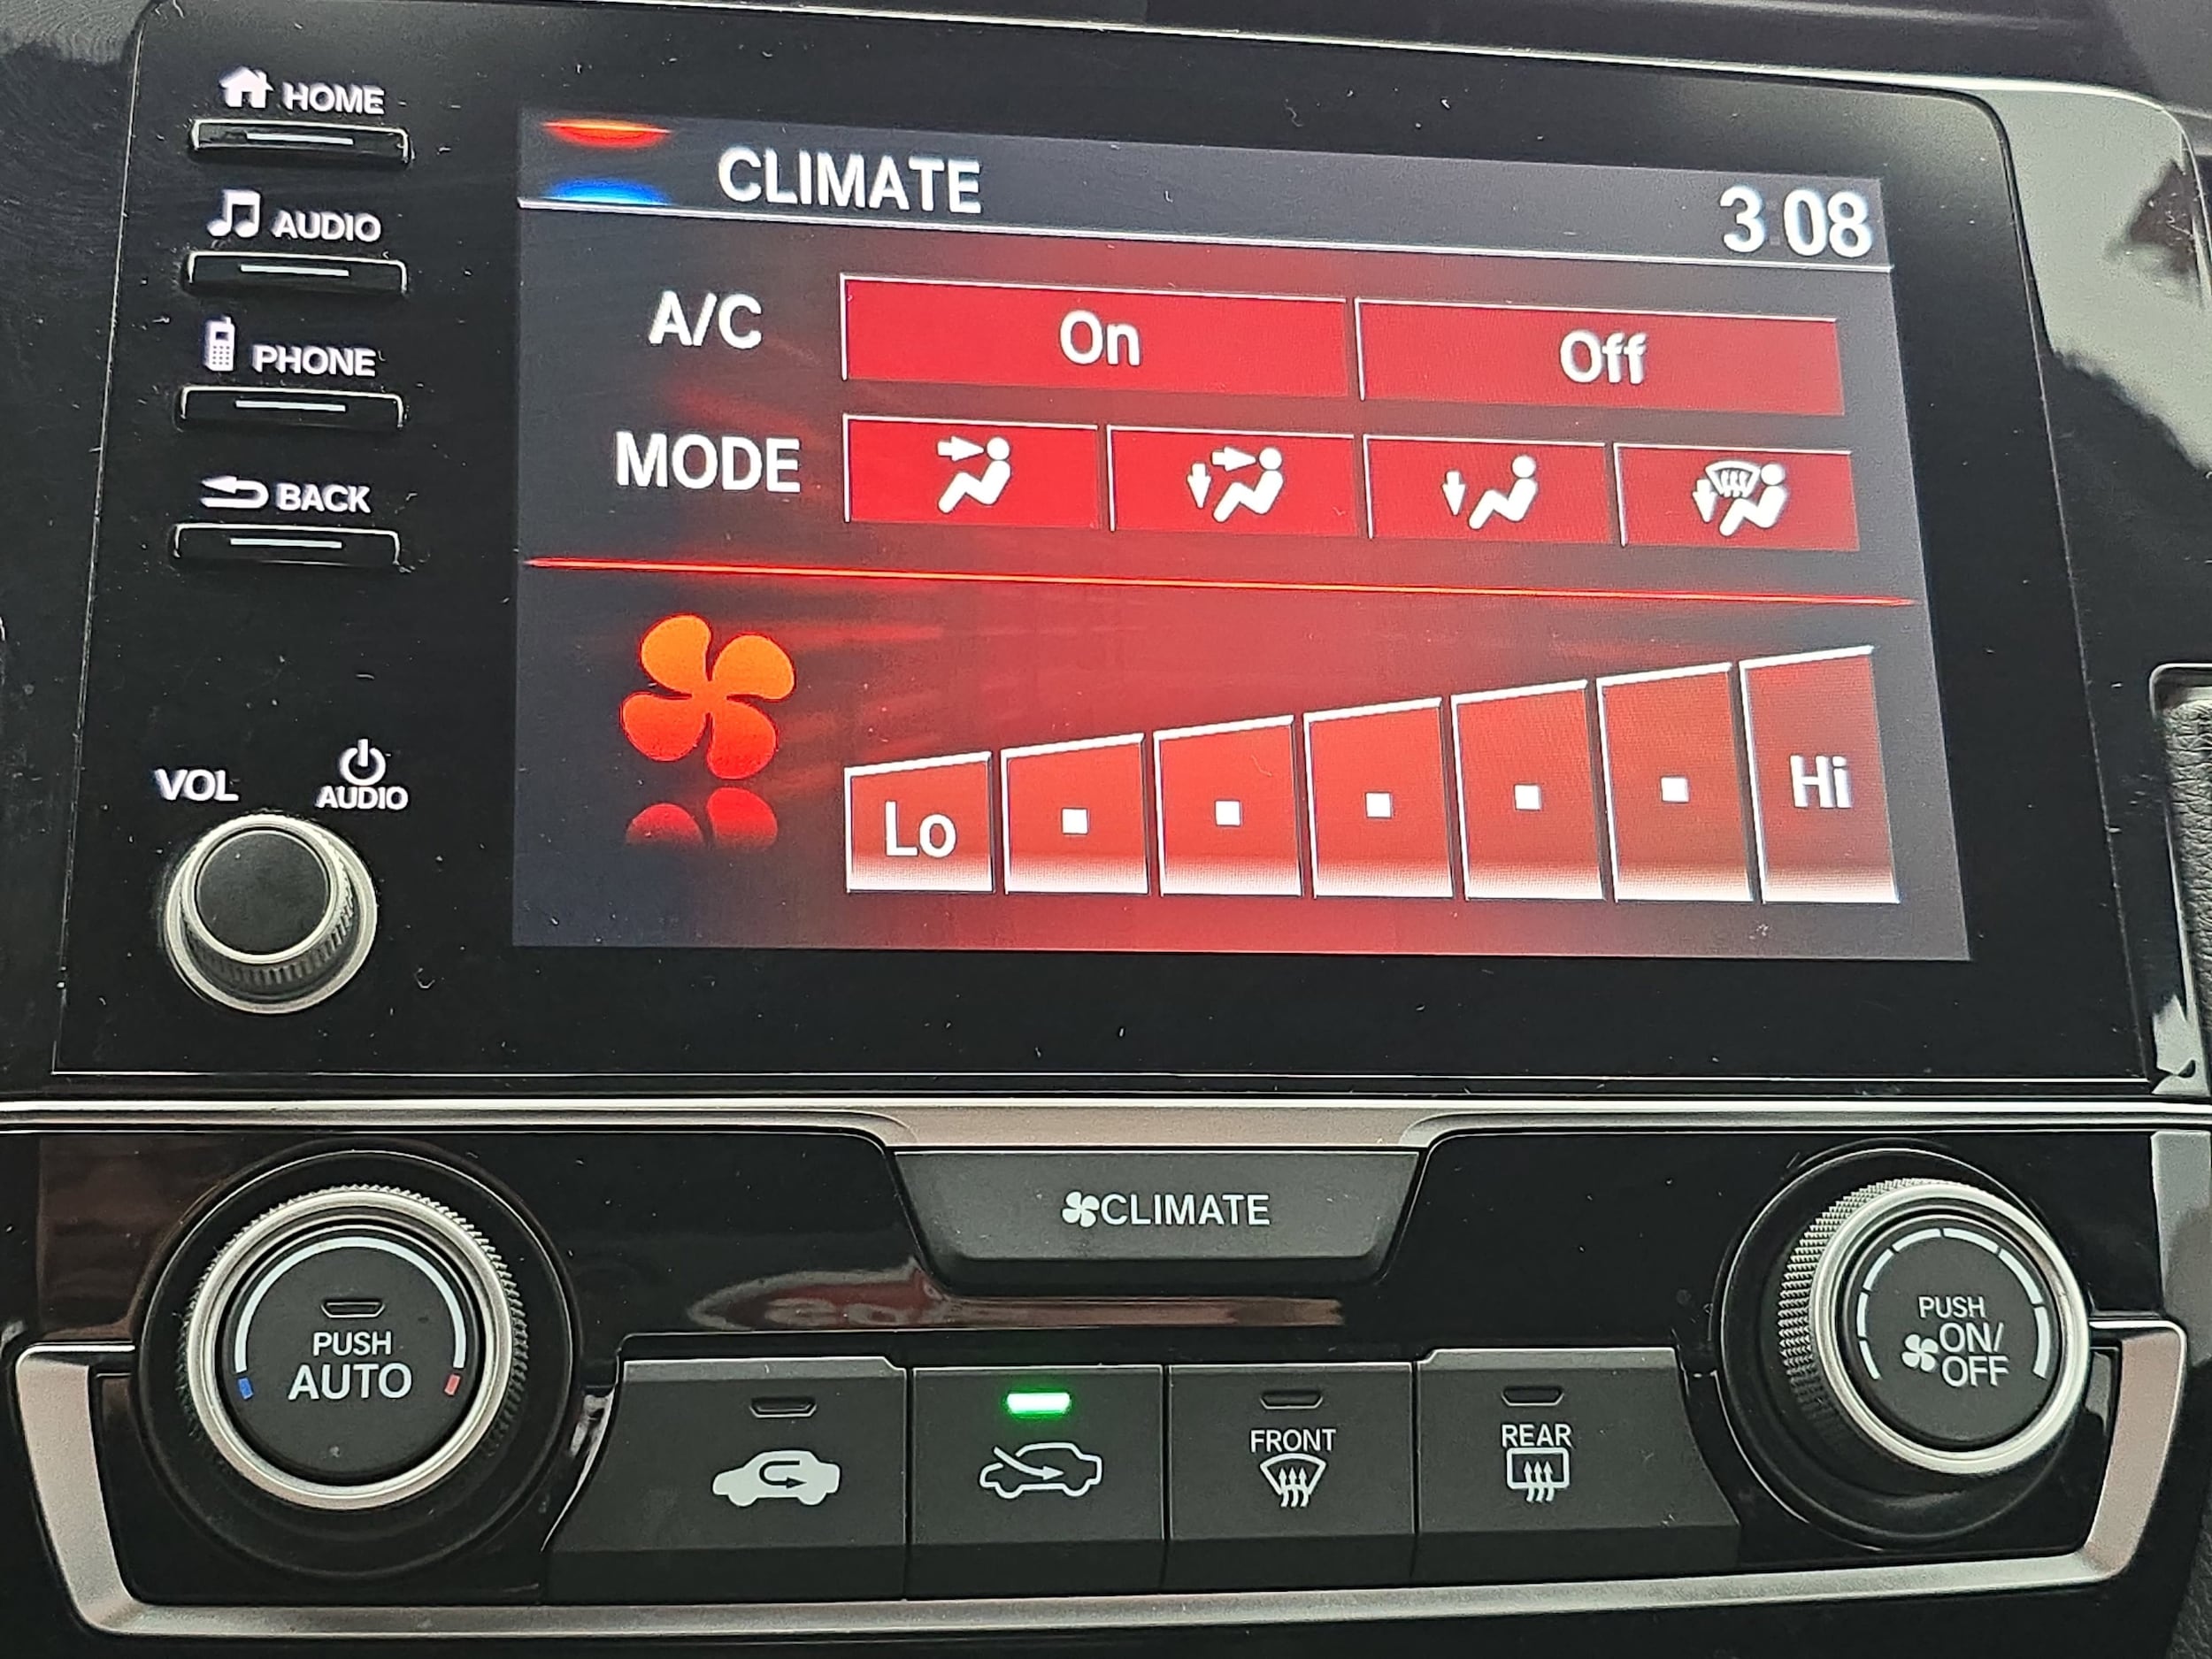 HOME
AUDIO
PHONE
BACK
VOL
AUDIO
CLIMATE 3:08
A/C On Off
MODE
Lo Hi
CLIMATE
PUSH
AUTO
FRONT
REAR
PUSH
ON/
OFF